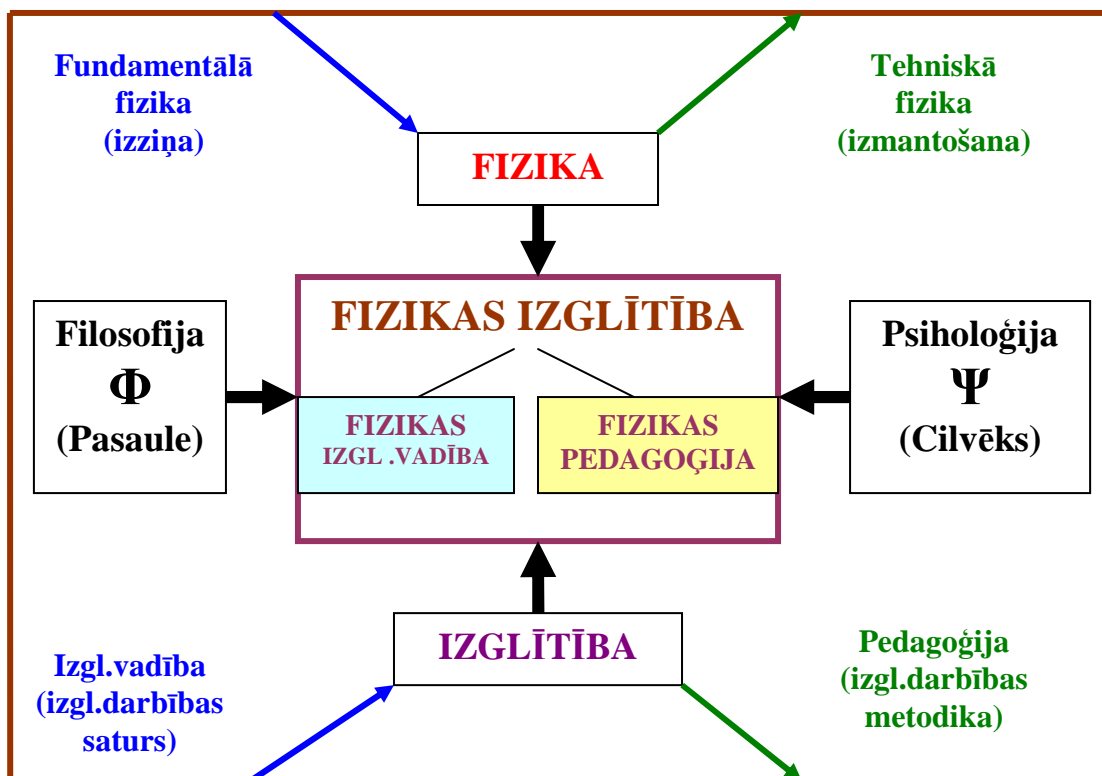 Fundamentālā
fizika
(izziņa)
Tehniskā
fizika
(izmantošana)
FIZIKA
Filosofija
Φ
(Pasaule)
FIZIKAS IZGLĪTĪBA
FIZIKAS
IZGL .VADĪBA
FIZIKAS
PEDAGOĢIJA
Psiholoģija
Ψ
(Cilvēks)
IZGLĪTĪBA
Izgl.vadība
(izgl.darbības
saturs)
Pedagoģija
(izgl.darbības
metodika)